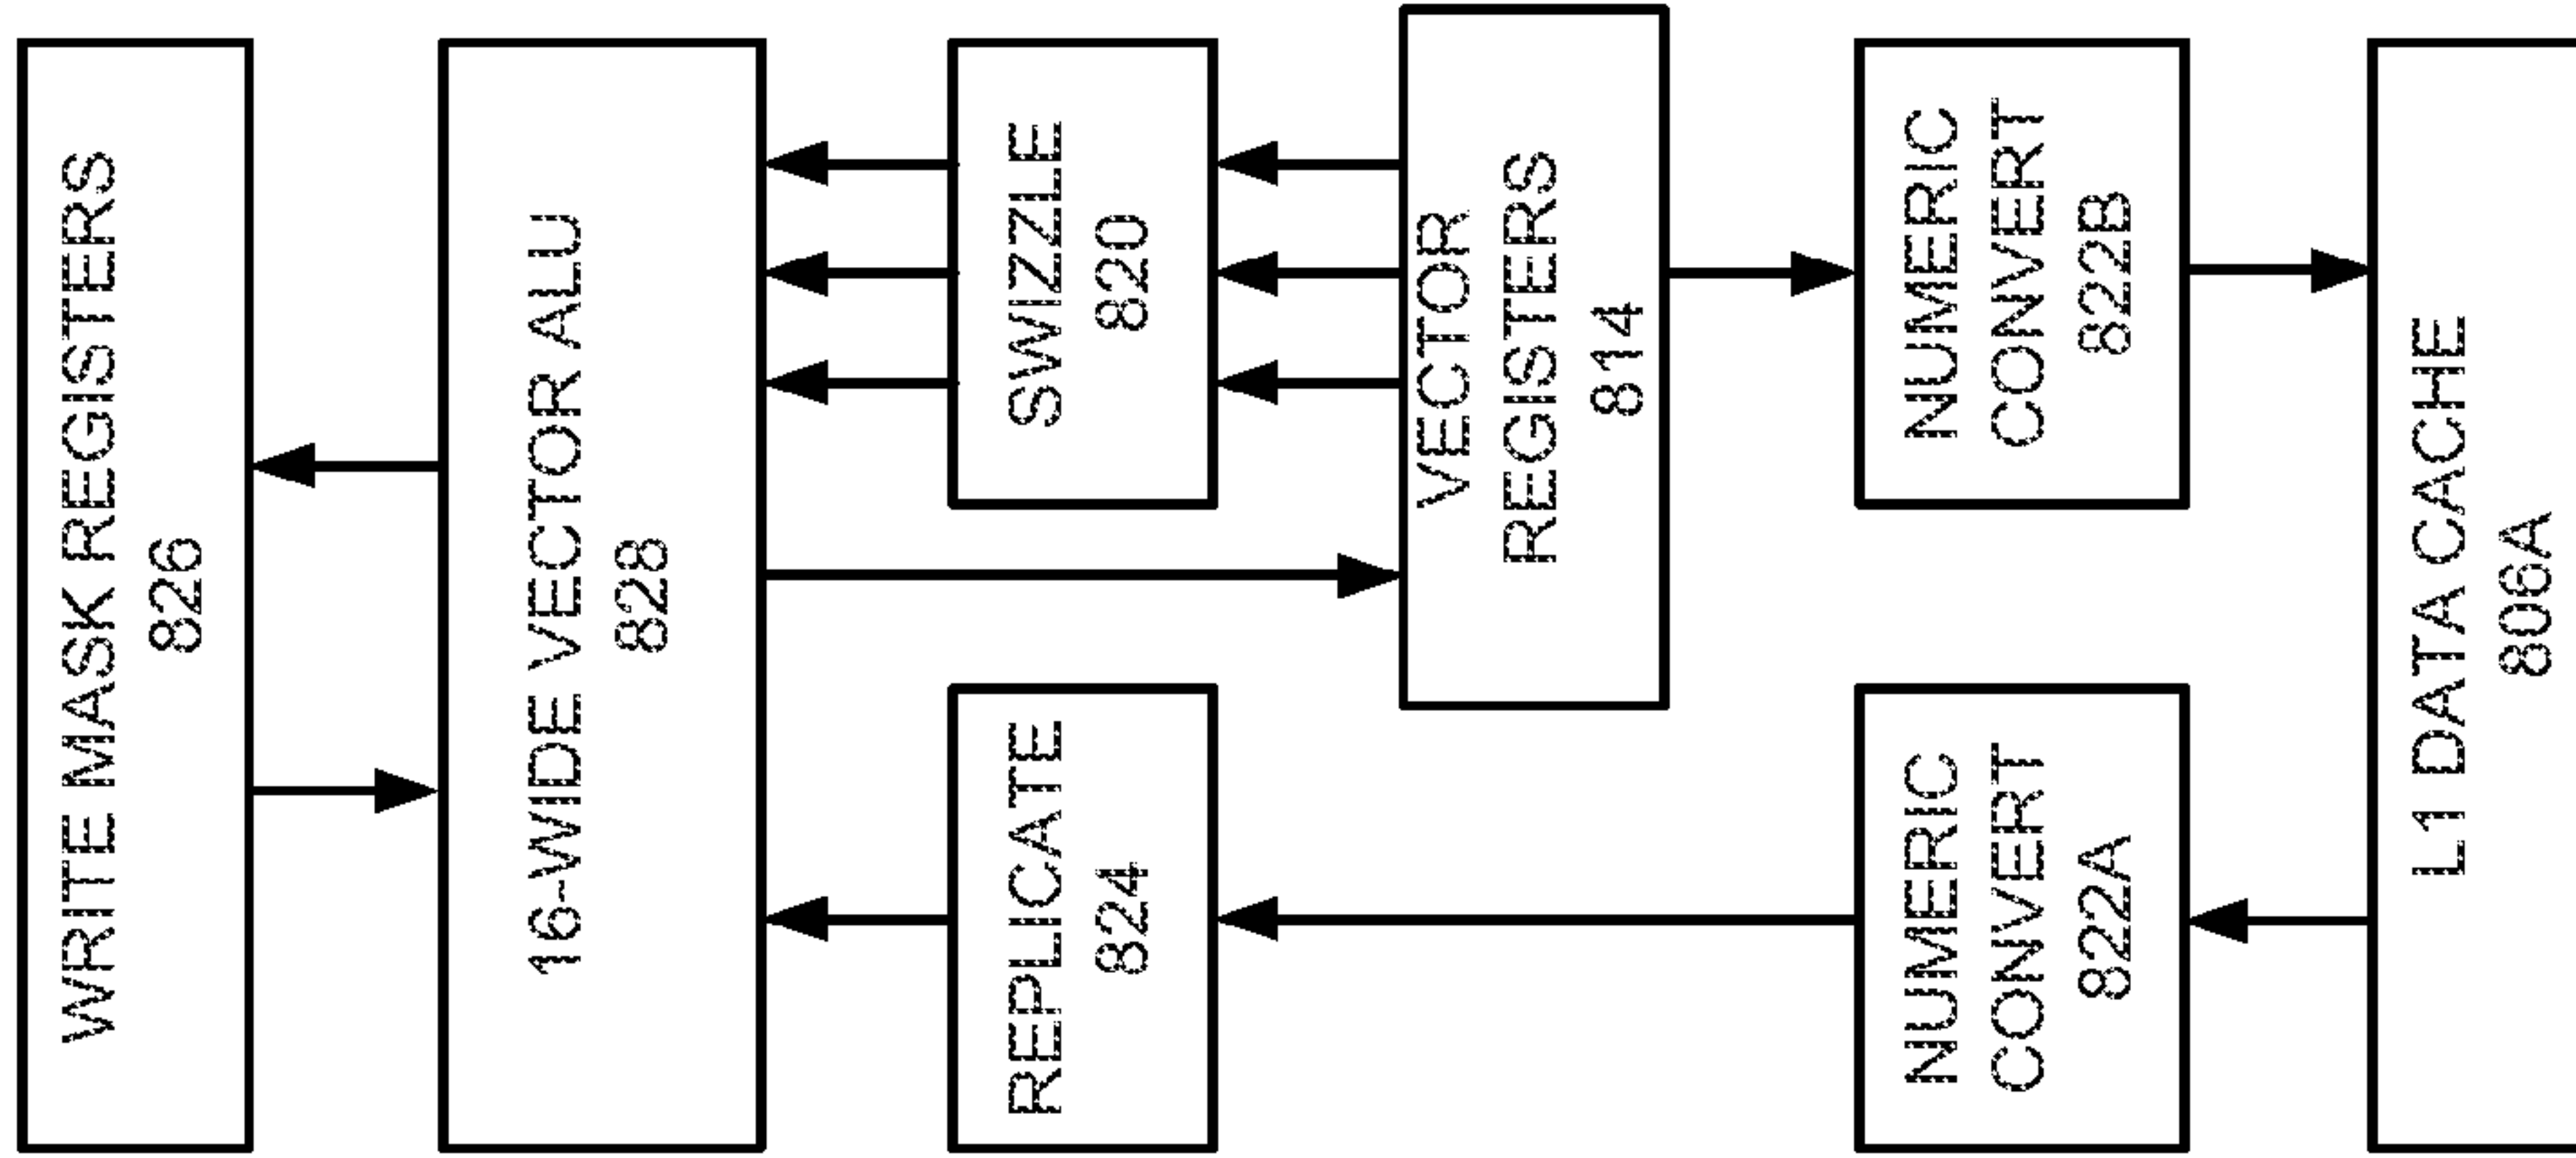 WRITE MASK REGISTERS
826
16-WIDE VECTOR ALU
828
REPLICATE
824
SWIZZLE
820
VECTOR
REGISTERS
814
NUMERIC
CONVERT
822A
NUMERIC
CONVERT
822B
L1 DATA CACHE
806A